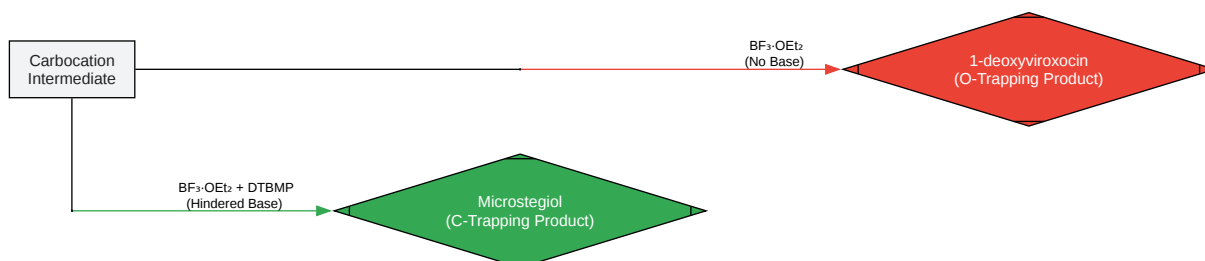 Carbocation
Intermediate
BF₃·OEt₂
(No Base)
1-deoxyviroxocin
(O-Trapping Product)
BF₃·OEt₂ + DTBMP
(Hindered Base)
Microstegiol
(C-Trapping Product)